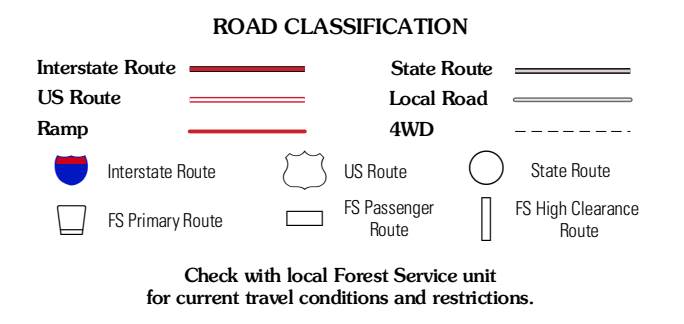 ROAD CLASSIFICATION
Interstate Route
State Route
US Route
Local Road
Ramp
4WD
Interstate Route
US Route
State Route
FS Primary Route
FS Passenger
Route
FS High Clearance
Route
Check with local Forest Service unit
for current travel conditions and restrictions.